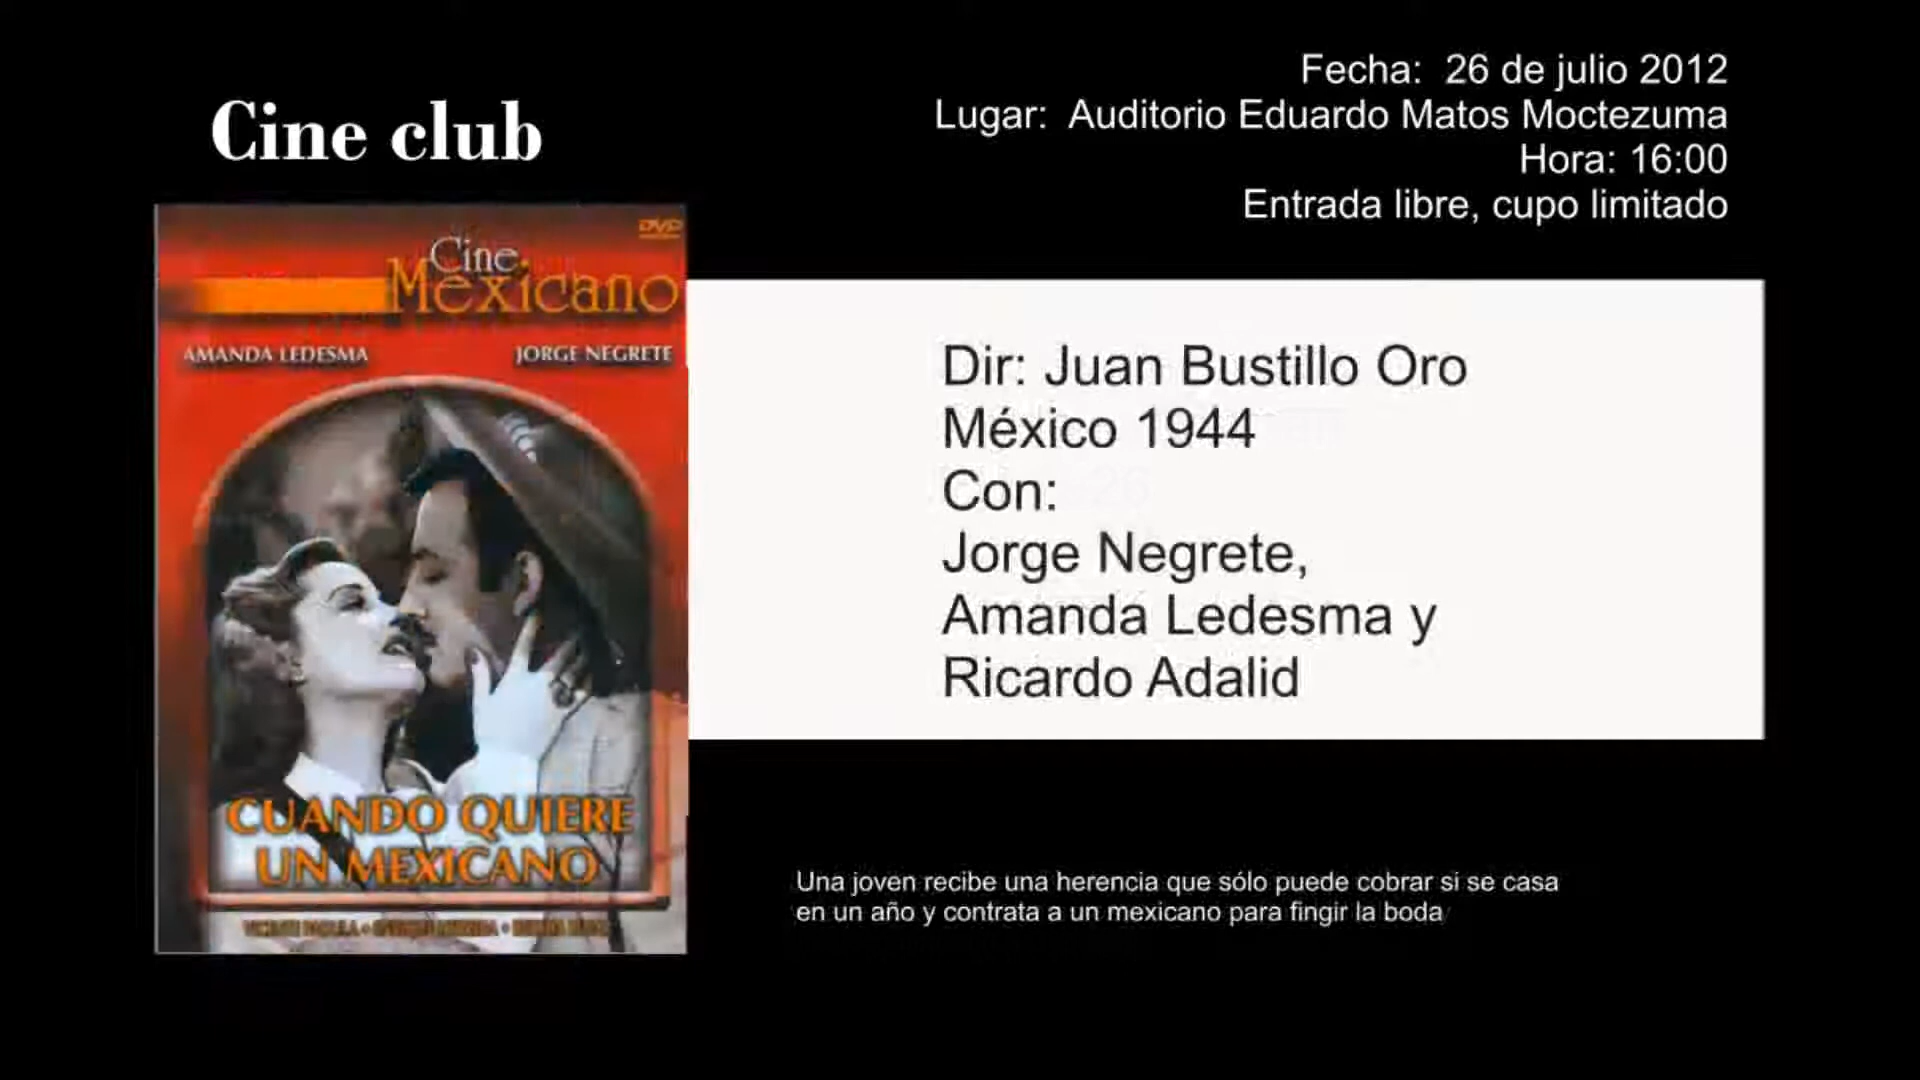 Cine club
Fecha: 26 de julio 2012
Lugar: Auditorio Eduardo Matos Moctezuma
Hora: 16:00
Entrada libre, cupo limitado
DVD
Cine
Mexicano
AMANDA LEDESMA JORGE NEGRETE
CUANDO QUIERE
UN MEXICANO
Dir: Juan Bustillo Oro
México 1944
Con:
Jorge Negrete,
Amanda Ledesma y
Ricardo Adalid
Una joven recibe una herencia que sólo puede cobrar si se casa
en un año y contrata a un mexicano para fingir la boda